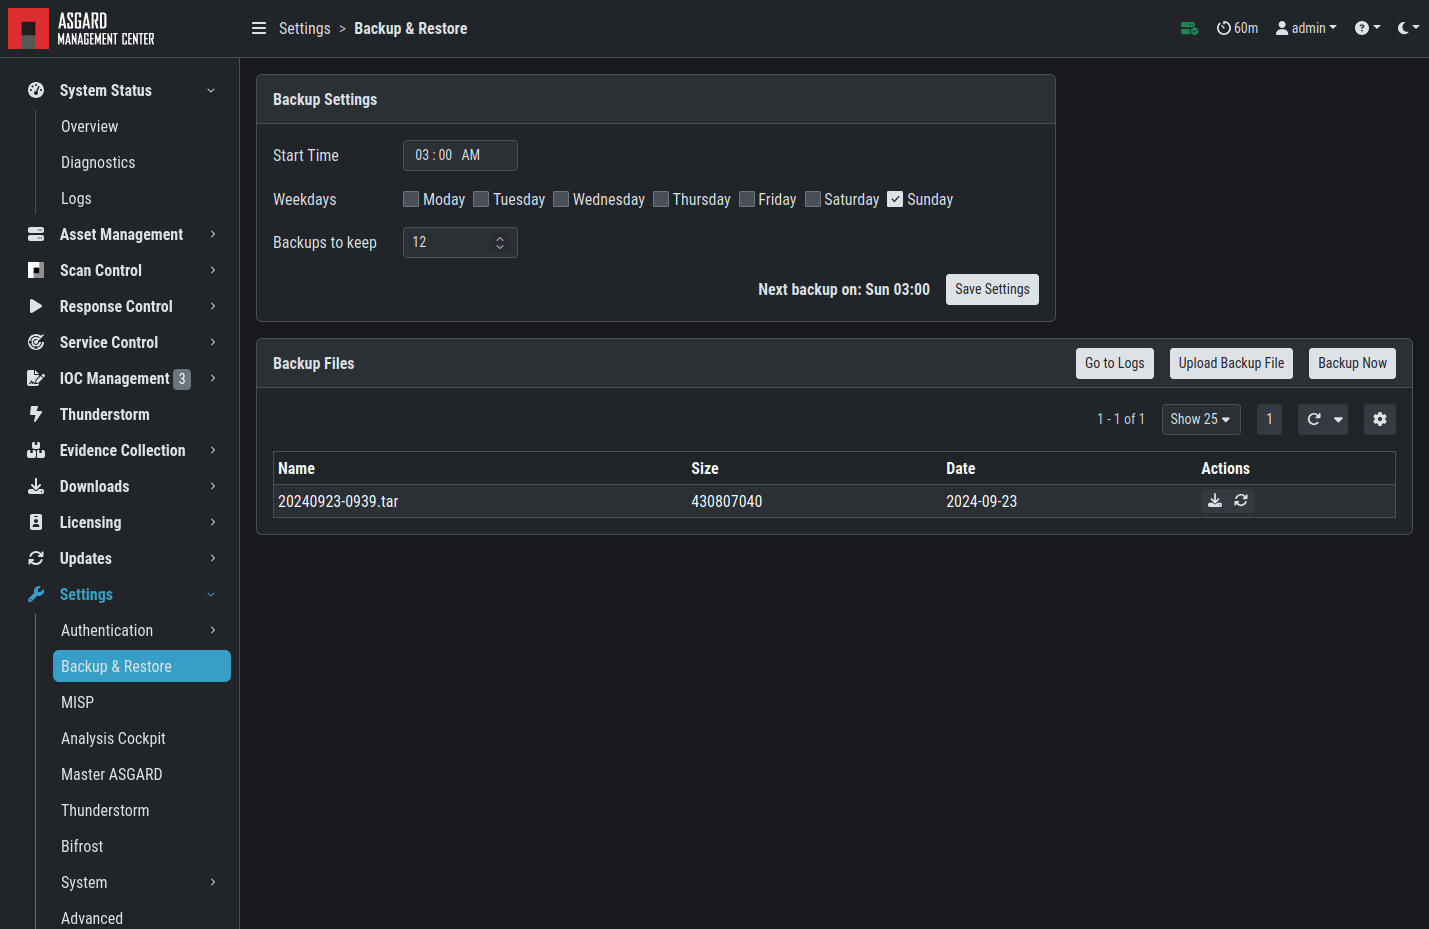 ASGARD
MANAGEMENT CENTER
Settings > Backup & Restore
60m
admin
System Status
Overview
Diagnostics
Logs
Asset Management
Scan Control
Response Control
Service Control
IOC Management 3
Thunderstorm
Evidence Collection
Downloads
Licensing
Updates
Settings
Authentication
Backup & Restore
MISP
Analysis Cockpit
Master ASGARD
Thunderstorm
Bifrost
System
Advanced
Backup Settings
Start Time 03 : 00 AM
Weekdays Moday Tuesday Wednesday Thursday Friday Saturday Sunday
Backups to keep 12
Next backup on: Sun 03:00 Save Settings
Backup Files Go to Logs Upload Backup File Backup Now
1 - 1 of 1 Show 25 1
Name Size Date Actions
20240923-0939.tar 430807040 2024-09-23